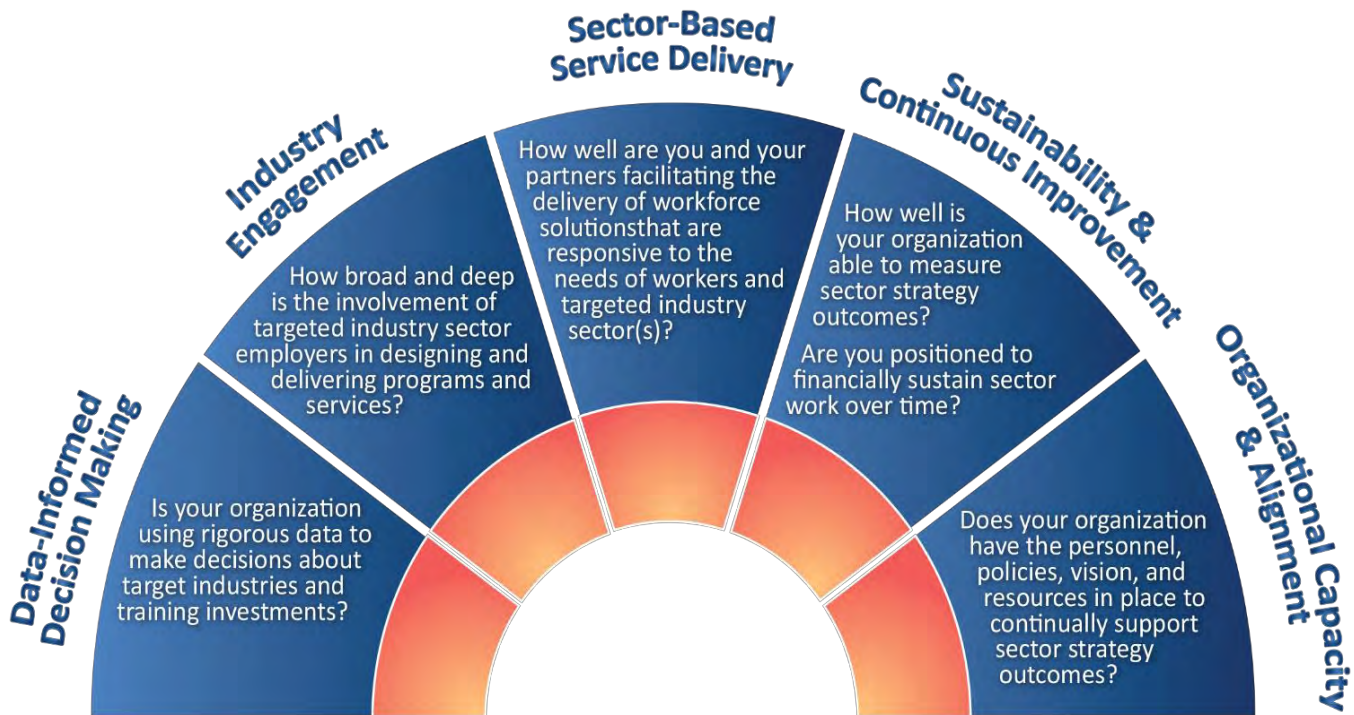 Data-Informed
Decision Making
Is your organization
using rigorous data to
make decisions about
target industries and
training investments?
Industry
Engagement
How broad and deep
is the involvement of
targeted industry sector
employers in designing and
delivering programs and
services?
Sector-Based
Service Delivery
How well are you and your
partners facilitating the
delivery of workforce
solutionsthat are
responsive to the
needs of workers and
targeted industry
sector(s)?
Sustainability &
Continuous Improvement
How well is
your organization
able to measure
sector strategy
outcomes?
Are you positioned to
financially sustain sector
work over time?
Organizational Capacity
& Alignment
Does your organization
have the personnel,
policies, vision, and
resources in place to
continually support
sector strategy
outcomes?